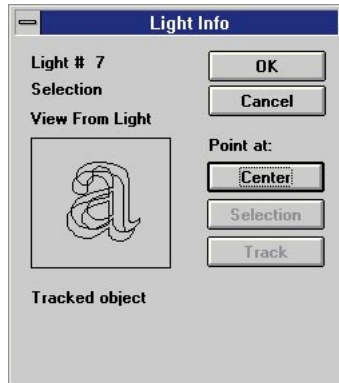 Light Info
Light # 7
Selection
View From Light
a
Tracked object
OK
Cancel
Point at:
Center
Selection
Track